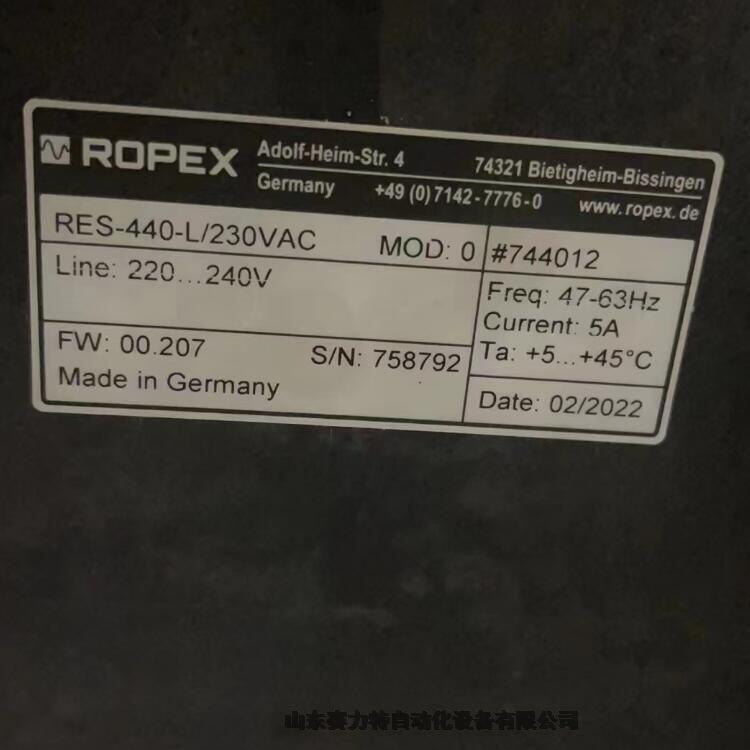 ROPEX Adolf-Heim-Str. 4 74321 Bietigheim-Bissingen
Germany +49 (0)7142-7776-0 www.ropex.de
RES-440-L/230VAC MOD: 0 #744012
Line: 220...240V Freq: 47-63Hz
Current: 5A
FW: 00.207 S/N: 758792 Ta: +5...+45°C
Made in Germany Date: 02/2022
山东赛力特自动化设备有限公司